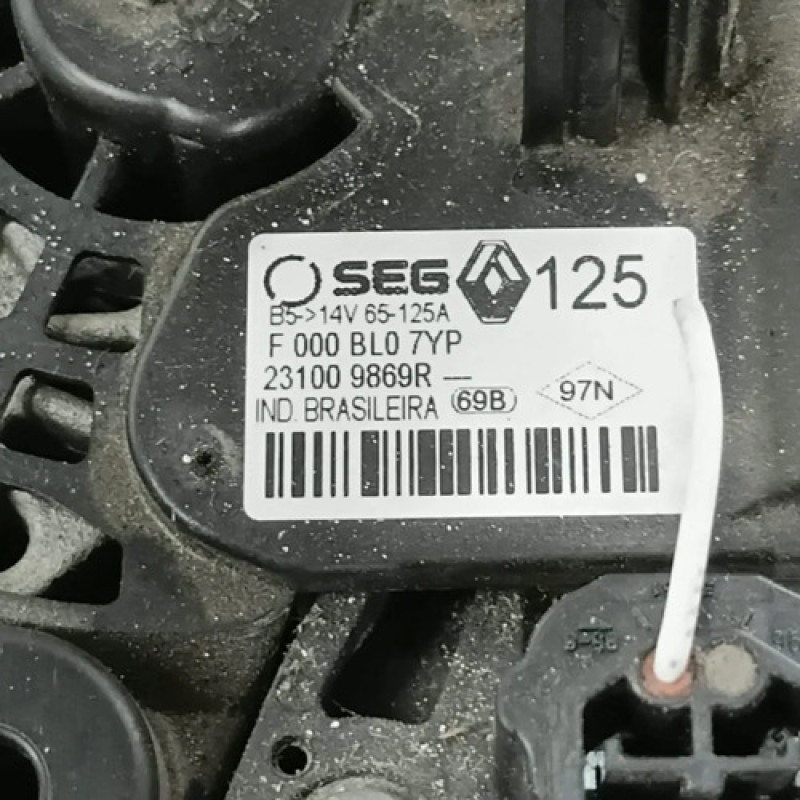 SEG 125
B5->14V 65-125A
F 000 BL0 7YP
23100 9869R —
IND. BRASILEIRA 69B 97N